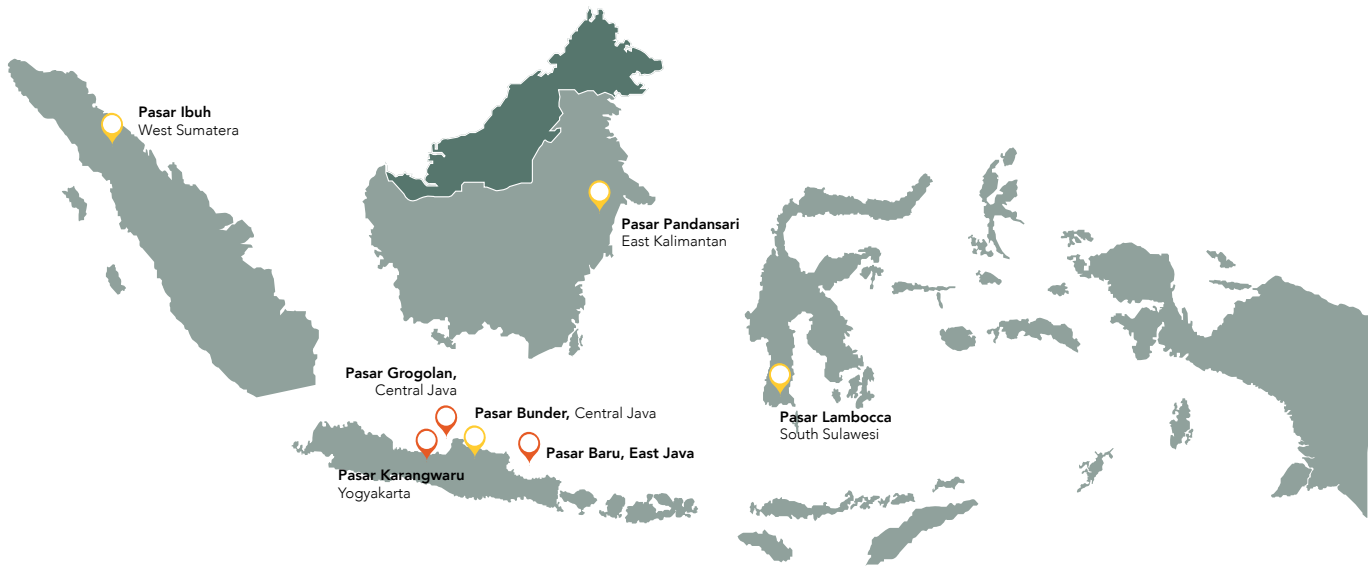 Pasar Ibuh
West Sumatera
Pasar Pandansari
East Kalimantan
Pasar Grogolan,
Central Java
Pasar Bunder, Central Java
Pasar Lambocca
South Sulawesi
Pasar Baru, East Java
Pasar Karangwaru
Yogyakarta